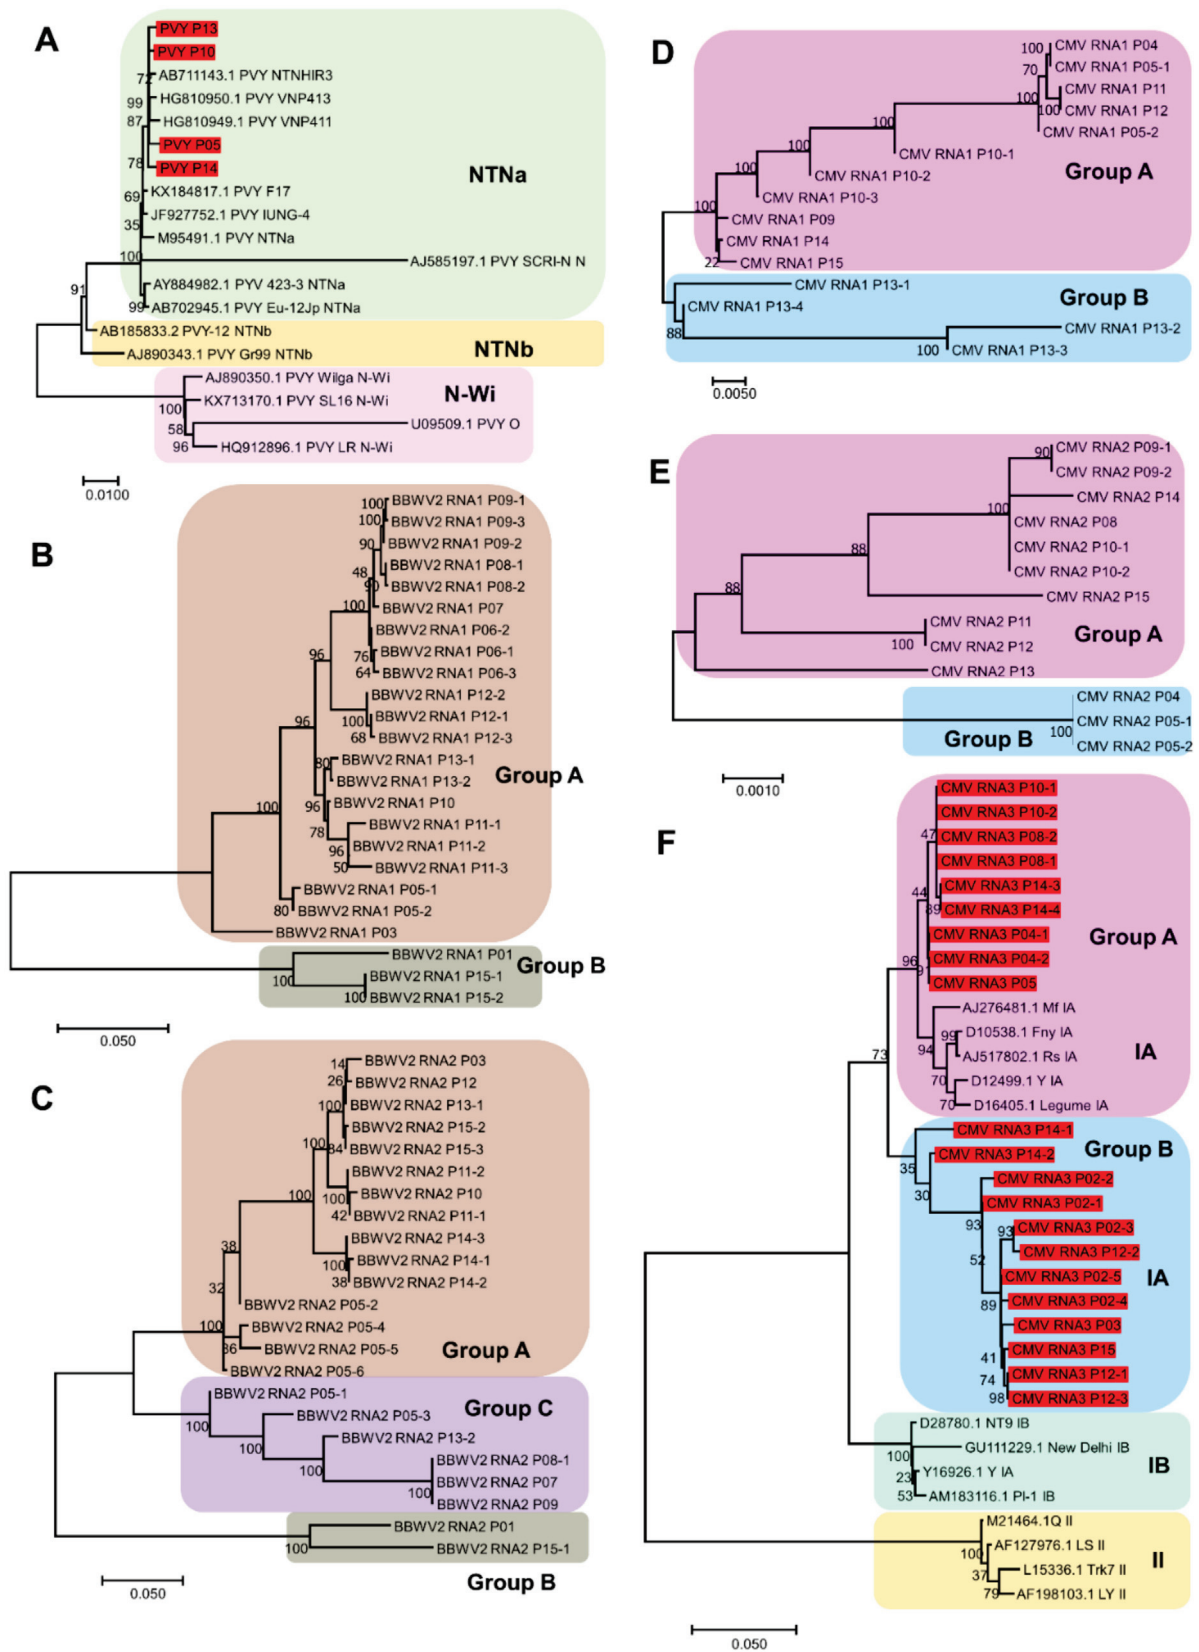 A
PVY P13
PVY P10
AB711143.1 PVY NTNHIR3
72
HG810950.1 PVY VNP413
99
HG810949.1 PVY VNP411
87
PVY P05
PVY P14
78
NTNa
KX184817.1 PVY F17
69
JF927752.1 PVY IUNG-4
35
M95491.1 PVY NTNa
100
AJ585197.1 PVY SCRI-N N
AY884982.1 PYV 423-3 NTNa
91
99
AB702945.1 PVY Eu-12Jp NTNa
AB185833.2 PVY-12 NTNb
AJ890343.1 PVY Gr99 NTNb
NTNb
AJ890350.1 PVY Wilga N-Wi
N-Wi
KX713170.1 PVY SL16 N-Wi
100
U09509.1 PVY O
58
HQ912896.1 PVY LR N-Wi
96
0.0100
B
BBWV2 RNA1 P09-1
100
BBWV2 RNA1 P09-3
100
BBWV2 RNA1 P09-2
90
BBWV2 RNA1 P08-1
48
BBWV2 RNA1 P08-2
90
BBWV2 RNA1 P07
100
BBWV2 RNA1 P06-2
BBWV2 RNA1 P06-1
76
96
BBWV2 RNA1 P06-3
64
BBWV2 RNA1 P12-2
BBWV2 RNA1 P12-1
100
96
BBWV2 RNA1 P12-3
68
BBWV2 RNA1 P13-1
80
BBWV2 RNA1 P13-2
Group A
BBWV2 RNA1 P10
96
100
BBWV2 RNA1 P11-1
78
BBWV2 RNA1 P11-2
96
BBWV2 RNA1 P11-3
50
BBWV2 RNA1 P05-1
BBWV2 RNA1 P05-2
80
BBWV2 RNA1 P03
BBWV2 RNA1 P01
Group B
BBWV2 RNA1 P15-1
100
BBWV2 RNA1 P15-2
100
0.050
C
BBWV2 RNA2 P03
14
BBWV2 RNA2 P12
26
BBWV2 RNA2 P13-1
100
BBWV2 RNA2 P15-2
100
BBWV2 RNA2 P15-3
84
BBWV2 RNA2 P11-2
BBWV2 RNA2 P10
100
100
BBWV2 RNA2 P11-1
42
BBWV2 RNA2 P14-3
38
BBWV2 RNA2 P14-1
100
BBWV2 RNA2 P14-2
38
32
BBWV2 RNA2 P05-2
100
BBWV2 RNA2 P05-4
BBWV2 RNA2 P05-5
36
Group A
BBWV2 RNA2 P05-6
BBWV2 RNA2 P05-1
Group C
BBWV2 RNA2 P05-3
100
BBWV2 RNA2 P13-2
100
BBWV2 RNA2 P08-1
100
BBWV2 RNA2 P07
100
BBWV2 RNA2 P09
BBWV2 RNA2 P01
BBWV2 RNA2 P15-1
100
Group B
0.050
D
CMV RNA1 P04
100
CMV RNA1 P05-1
70
CMV RNA1 P11
100
CMV RNA1 P12
100
CMV RNA1 P05-2
100
CMV RNA1 P10-1
100
CMV RNA1 P10-2
Group A
100
CMV RNA1 P10-3
100
CMV RNA1 P09
CMV RNA1 P14
CMV RNA1 P15
22
CMV RNA1 P13-1
Group B
CMV RNA1 P13-4
CMV RNA1 P13-2
88
CMV RNA1 P13-3
100
0.0050
E
CMV RNA2 P09-1
90
CMV RNA2 P09-2
CMV RNA2 P14
100
CMV RNA2 P08
CMV RNA2 P10-1
88
CMV RNA2 P10-2
88
CMV RNA2 P15
CMV RNA2 P11
Group A
CMV RNA2 P12
100
CMV RNA2 P13
CMV RNA2 P04
CMV RNA2 P05-1
100
Group B
CMV RNA2 P05-2
0.0010
F
CMV RNA3 P10-1
CMV RNA3 P10-2
47
CMV RNA3 P08-2
CMV RNA3 P08-1
44
CMV RNA3 P14-3
89
CMV RNA3 P14-4
CMV RNA3 P04-1
Group A
96
CMV RNA3 P04-2
91
CMV RNA3 P05
AJ276481.1 Mf IA
D10538.1 Fny IA
99
AJ517802.1 Rs IA
94
IA
73
D12499.1 Y IA
70
D16405.1 Legume IA
70
CMV RNA3 P14-1
Group B
CMV RNA3 P14-2
35
CMV RNA3 P02-2
30
CMV RNA3 P02-1
93
CMV RNA3 P02-3
93
CMV RNA3 P12-2
52
CMV RNA3 P02-5
IA
CMV RNA3 P02-4
89
CMV RNA3 P03
CMV RNA3 P15
41
CMV RNA3 P12-1
74
CMV RNA3 P12-3
98
D28780.1 NT9 IB
GU111229.1 New Delhi IB
100
Y16926.1 Y IA
IB
23
AM183116.1 PI-1 IB
53
M21464.1Q II
AF127976.1 LS II
100
L15336.1 Trk7 II
II
37
AF198103.1 LY II
79
0.050